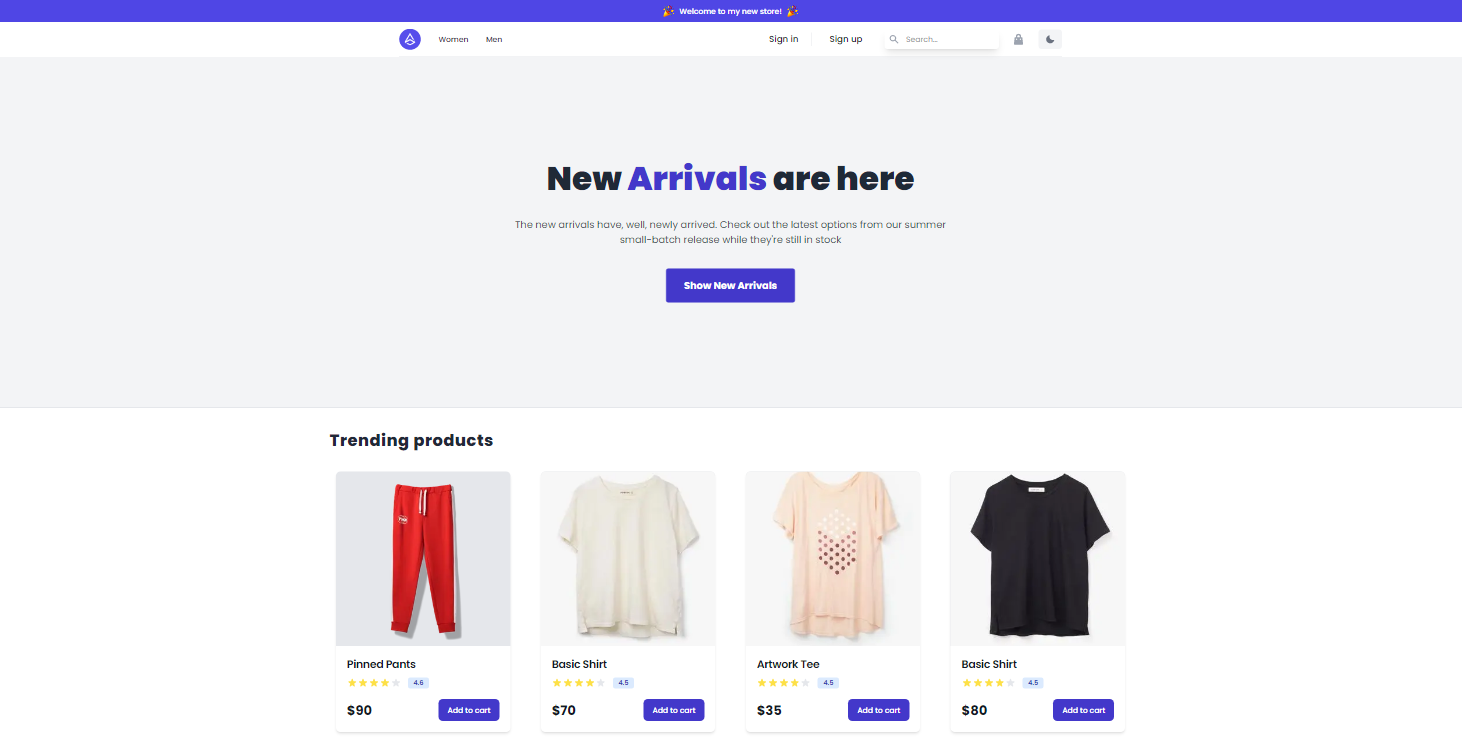 Welcome to my new store!
Women Men Sign in Sign up Search...
New Arrivals are here
The new arrivals have, well, newly arrived. Check out the latest options from our summer
small-batch release while they're still in stock
Show New Arrivals
Trending products
Pinned Pants
4.6
$90 Add to cart
Basic Shirt
4.5
$70 Add to cart
Artwork Tee
4.5
$35 Add to cart
Basic Shirt
4.5
$80 Add to cart